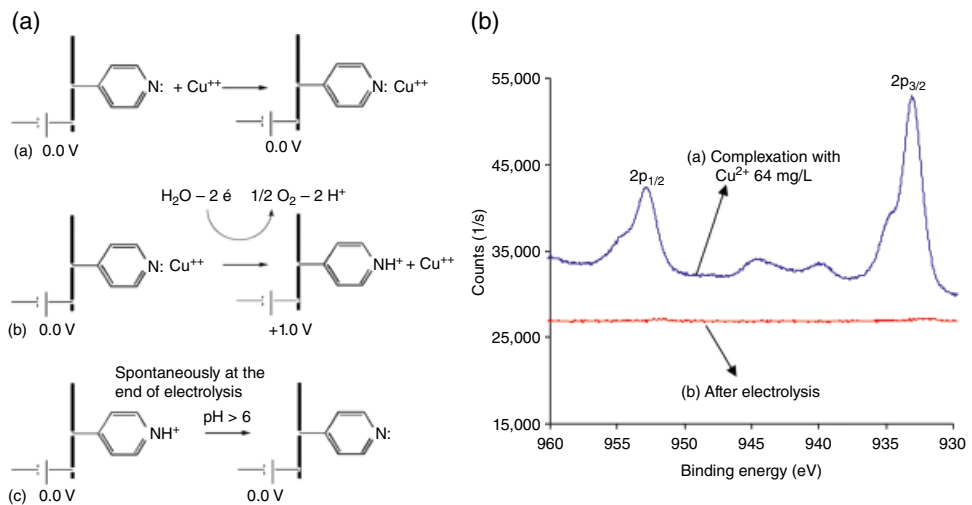 (a)
N: + Cu⁺⁺
N: Cu⁺⁺
(a) 0.0 V
0.0 V
H₂O – 2 é 1/2 O₂ – 2 H⁺
N: Cu⁺⁺
NH⁺ + Cu⁺⁺
(b) 0.0 V
+1.0 V
Spontaneously at the
end of electrolysis
pH > 6
NH⁺
N:
(c) 0.0 V
0.0 V
(b)
55,000
45,000
35,000
25,000
15,000
Counts (1/s)
2p₃/₂
(a) Complexation with
Cu²⁺ 64 mg/L
2p₁/₂
(b) After electrolysis
960 955 950 945 940 935 930
Binding energy (eV)